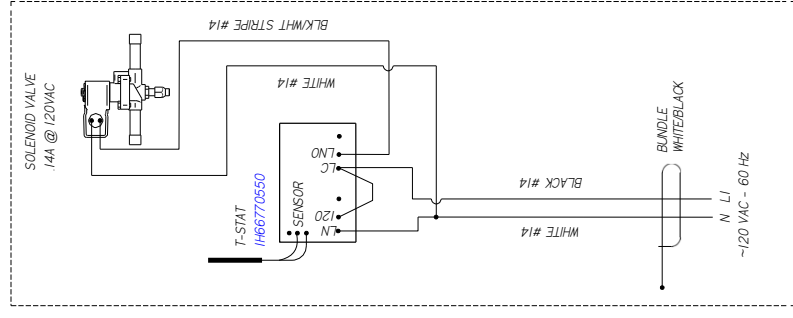 BLK/WHT STRIPE #14
WHITE #14
SOLENOID VALVE
.14A @ 120VAC
T-STAT
1H66770550
SENSOR
LNO
LC
120
LN
BLACK #14
WHITE #14
BUNDLE
WHITE/BLACK
N L1
~120 VAC - 60 Hz